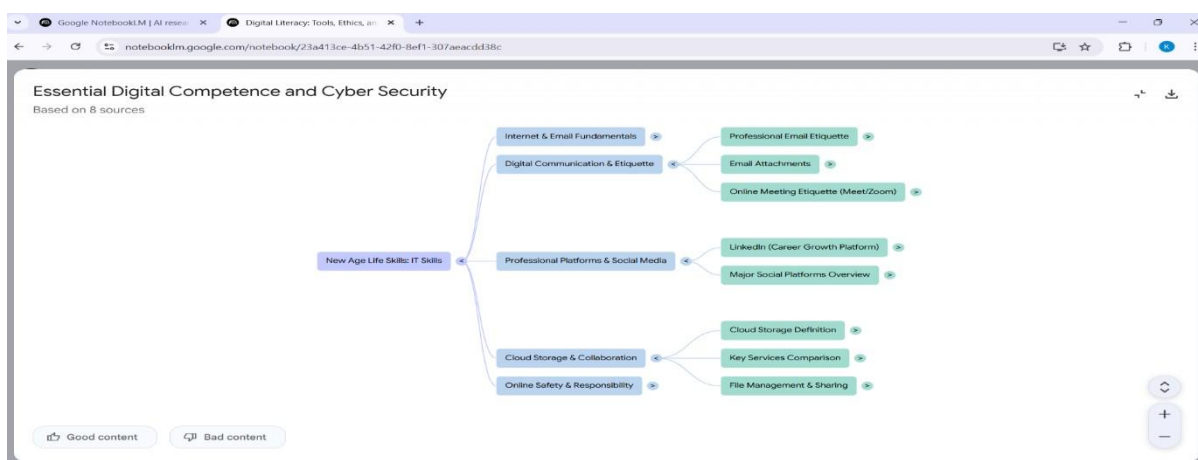 Google NotebookLM | AI resea
Digital Literacy: Tools, Ethics, an
notebooklm.google.com/notebook/23a413ce-4b51-42f0-8ef1-307aeacdd38c
K
Essential Digital Competence and Cyber Security
Based on 8 sources
Internet & Email Fundamentals
Professional Email Etiquette
Digital Communication & Etiquette
Email Attachments
Online Meeting Etiquette (Meet/Zoom)
LinkedIn (Career Growth Platform)
New Age Life Skills: IT Skills
Professional Platforms & Social Media
Major Social Platforms Overview
Cloud Storage Definition
Cloud Storage & Collaboration
Key Services Comparison
Online Safety & Responsibility
File Management & Sharing
Good content
Bad content